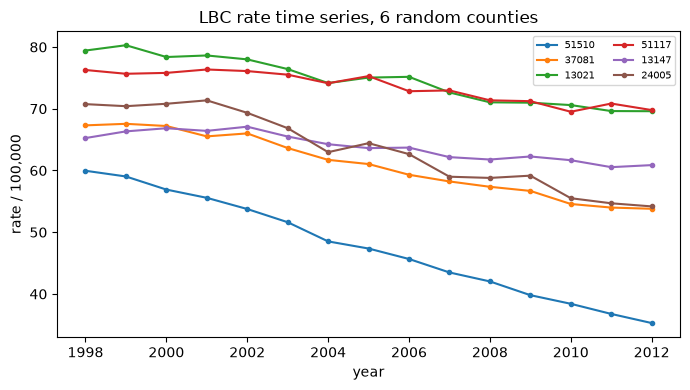 LBC rate time series, 6 random counties
51510 51117
37081 13147
13021 24005
80
70
60
50
40
rate / 100,000
1998 2000 2002 2004 2006 2008 2010 2012
year